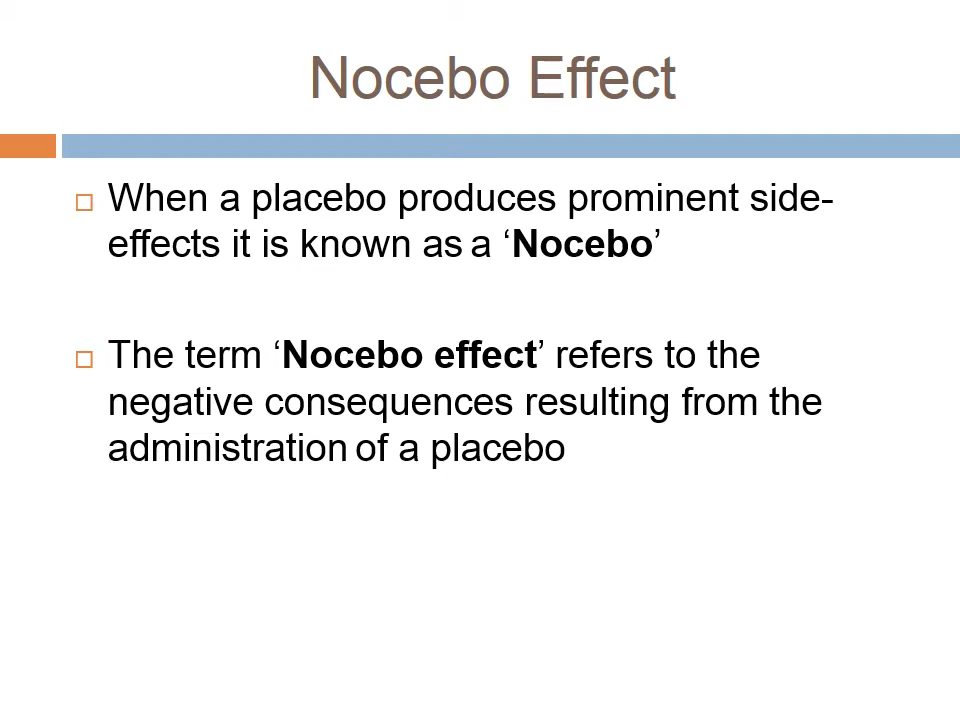 Nocebo Effect
When a placebo produces prominent side-
effects it is known as a ‘Nocebo’
The term ‘Nocebo effect’ refers to the
negative consequences resulting from the
administration of a placebo